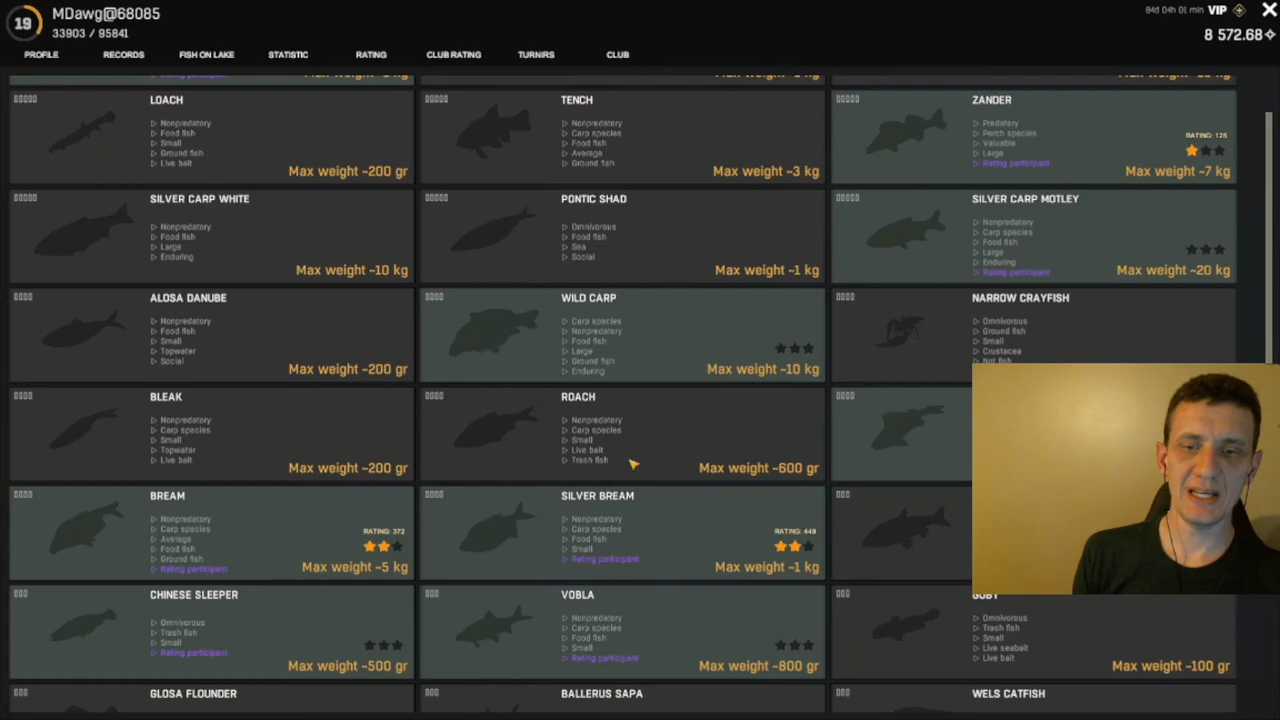 19
MDawg@68085
33903 / 95841
84d 04h 01 min VIP
8 572.68
PROFILE RECORDS FISH ON LAKE STATISTIC RATING CLUB RATING TURNIRS CLUB
LOACH
Nonpredatory
Food fish
Small
Ground fish
Live bait
Max weight ~200 gr
TENCH
Nonpredatory
Carp species
Food fish
Average
Ground fish
Max weight ~3 kg
ZANDER
Predatory
Perch species
Valuable
Large
Rating participant
RATING: 128
Max weight ~7 kg
SILVER CARP WHITE
Nonpredatory
Food fish
Large
Enduring
Max weight ~10 kg
PONTIC SHAD
Omnivorous
Food fish
Sea
Social
Max weight ~1 kg
SILVER CARP MOTLEY
Nonpredatory
Carp species
Food fish
Large
Enduring
Rating participant
Max weight ~20 kg
ALOSA DANUBE
Nonpredatory
Food fish
Small
Topwater
Social
Max weight ~200 gr
WILD CARP
Carp species
Nonpredatory
Food fish
Large
Ground fish
Enduring
Max weight ~10 kg
NARROW CRAYFISH
Omnivorous
Ground fish
Small
Crustacea
Not fish
BLEAK
Nonpredatory
Carp species
Small
Topwater
Live bait
Max weight ~200 gr
ROACH
Nonpredatory
Carp species
Small
Live bait
Trash fish
Max weight ~600 gr
BREAM
Nonpredatory
Carp species
Average
Food fish
Ground fish
Rating participant
RATING: 372
Max weight ~5 kg
SILVER BREAM
Nonpredatory
Carp species
Food fish
Small
Rating participant
RATING: 449
Max weight ~1 kg
CHINESE SLEEPER
Omnivorous
Trash fish
Small
Rating participant
Max weight ~500 gr
VOBLA
Nonpredatory
Carp species
Food fish
Small
Rating participant
Max weight ~800 gr
GOBY
Omnivorous
Trash fish
Small
Live seabait
Live bait
Max weight ~100 gr
GLOSA FLOUNDER
BALLERUS SAPA
WELS CATFISH